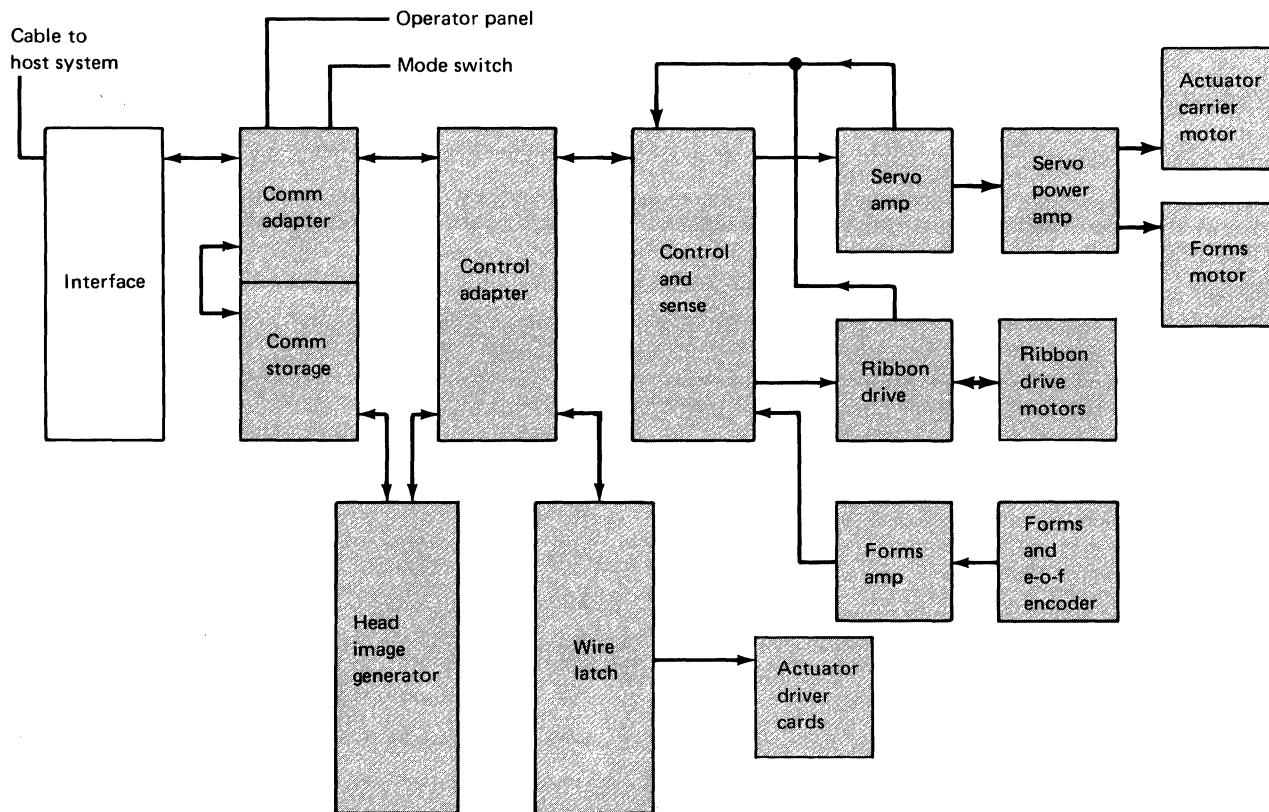 Operator panel
Cable to
host system
Mode switch
Actuator
carrier
motor
Comm
adapter
Servo
amp
Servo
power
amp
Interface
Control
adapter
Control
and
sense
Forms
motor
Comm
storage
Ribbon
drive
Ribbon
drive
motors
Forms
amp
Forms
and
e-o-f
encoder
Head
image
generator
Wire
latch
Actuator
driver
cards